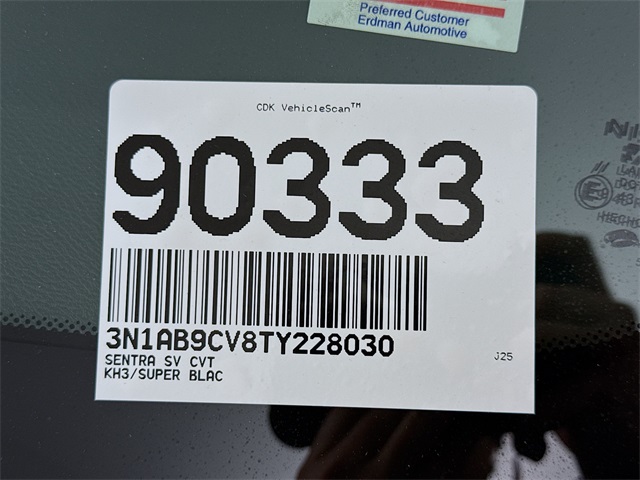 Preferred Customer
Erdman Automotive
CDK VehicleScan™
90333
3N1AB9CV8TY228030
SENTRA SV CVT
KH3/SUPER BLAC
J25